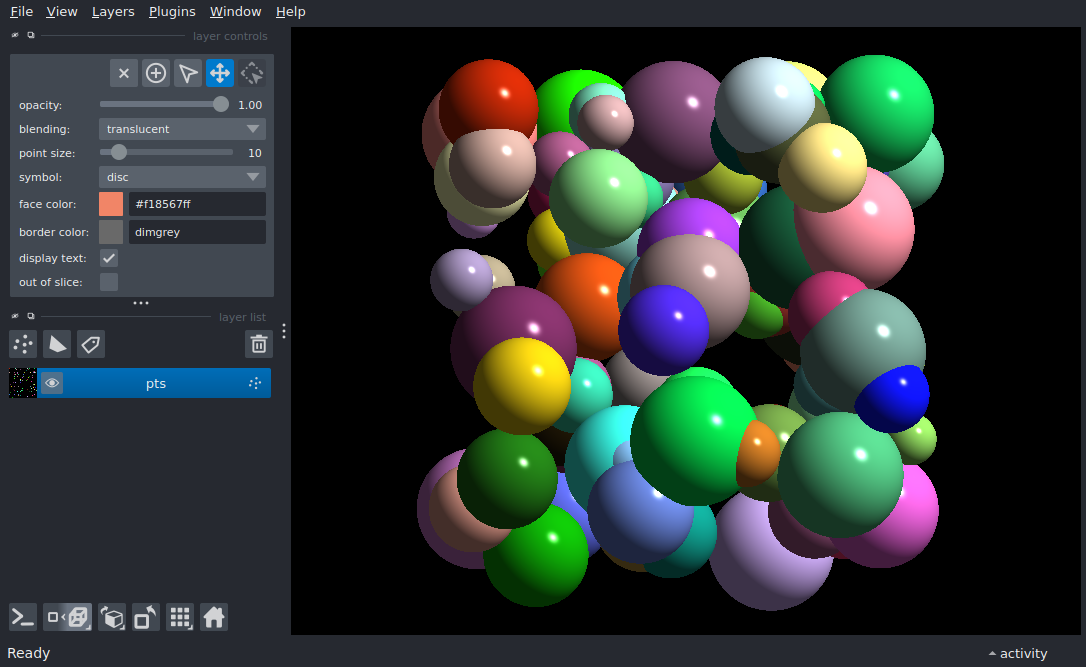 File View Layers Plugins Window Help
layer controls
opacity: 1.00
blending: translucent
point size: 10
symbol: disc
face color: #f18567ff
border color: dimgrey
display text:
out of slice:
layer list
pts
Ready activity